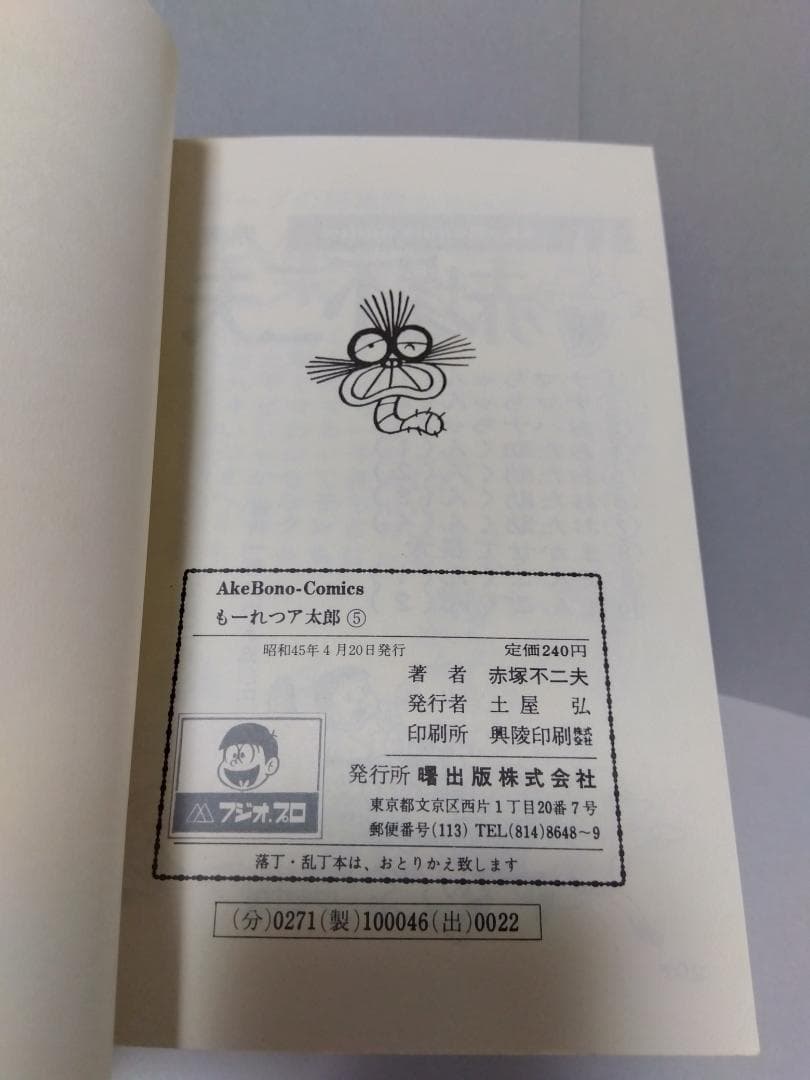 AkeBono-Comics
もーれつア太郎 ⑤
昭和45年4月20日発行 定価240円
著者 赤塚不二夫
発行者 土屋 弘
印刷所 興陵印刷株式会社
フジオ.プロ
発行所 曙出版株式会社
東京都文京区西片1丁目20番7号
郵便番号(113) TEL(814)8648〜9
落丁・乱丁本は、おとりかえ致します
(分)0271(製)100046(出)0022